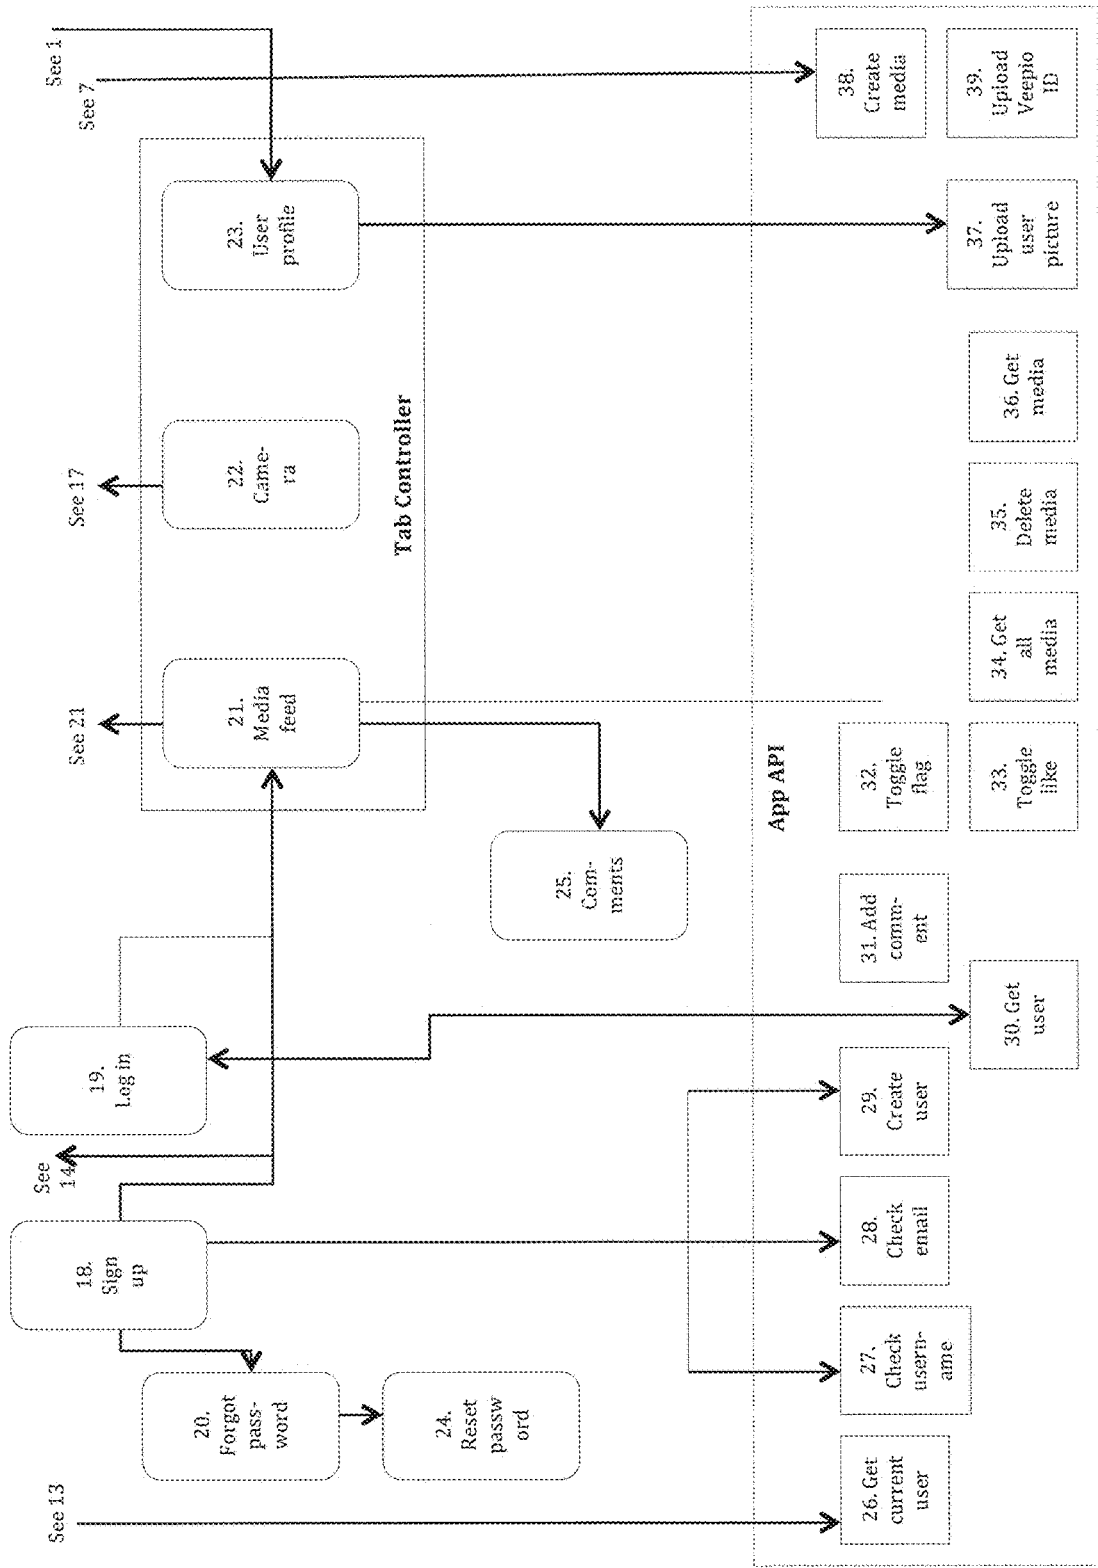 See 13
18.
Sign
up
See
14
19.
Log in
See 21
See 17
See 7
See 1
20.
Forgot
pass-
word
21.
Media
feed
22.
Came-
ra
23.
User
profile
Tab Controller
24.
Reset
passw
ord
25.
Com-
ments
App API
26. Get
current
user
27.
Check
usern-
ame
28.
Check
email
29.
Create
user
30. Get
user
31. Add
comm-
ent
32.
Toggle
flag
33.
Toggle
like
34. Get
all
media
35.
Delete
media
36. Get
media
37.
Upload
user
picture
38.
Create
media
39.
Upload
Veepio
ID